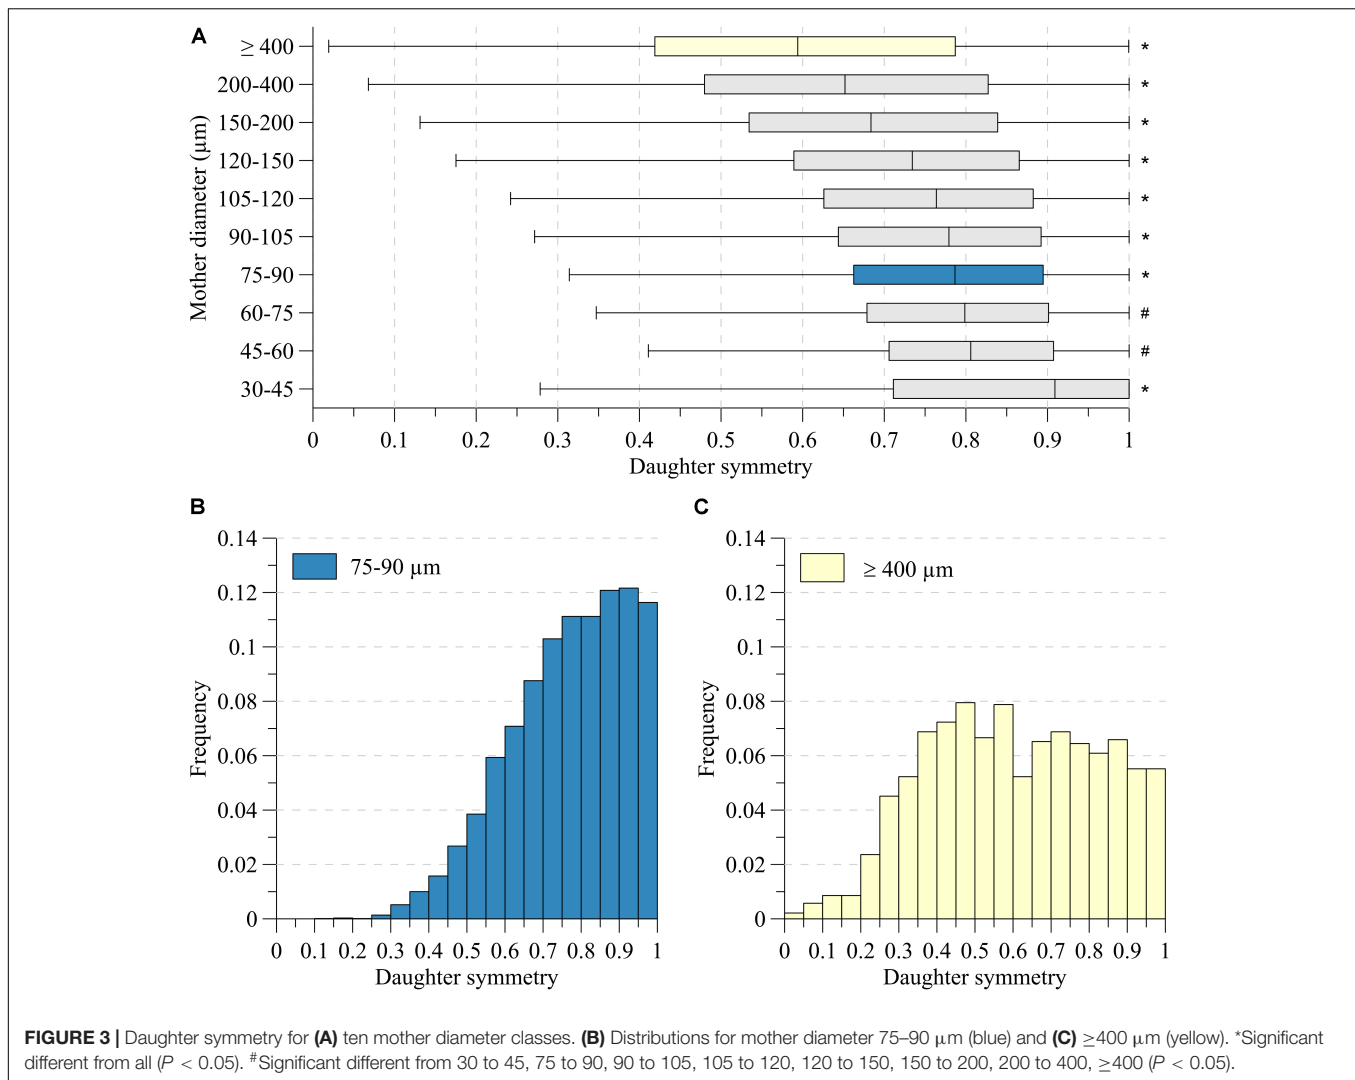 A
≥ 400 *
200-400 *
150-200 *
120-150 *
105-120 *
90-105 *
75-90 *
60-75 #
45-60 #
30-45 *
Mother diameter (µm)
0 0.1 0.2 0.3 0.4 0.5 0.6 0.7 0.8 0.9 1
Daughter symmetry
B
0.14
0.12
0.1
0.08
0.06
0.04
0.02
0
Frequency
75-90 µm
0 0.1 0.2 0.3 0.4 0.5 0.6 0.7 0.8 0.9 1
Daughter symmetry
C
0.14
0.12
0.1
0.08
0.06
0.04
0.02
0
Frequency
≥ 400 µm
0 0.1 0.2 0.3 0.4 0.5 0.6 0.7 0.8 0.9 1
Daughter symmetry
FIGURE 3 | Daughter symmetry for (A) ten mother diameter classes. (B) Distributions for mother diameter 75–90 µm (blue) and (C) ≥400 µm (yellow). *Significant
different from all (P < 0.05). #Significant different from 30 to 45, 75 to 90, 90 to 105, 105 to 120, 120 to 150, 150 to 200, 200 to 400, ≥400 (P < 0.05).